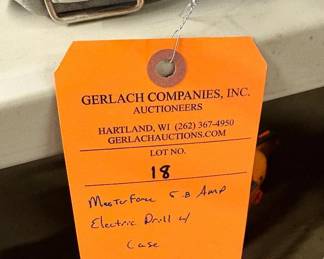 GERLACH COMPANIES, INC.
AUCTIONEERS
HARTLAND, WI (262) 367-4950
GERLACHAUCTIONS.COM
LOT NO.
18
MasterForce 5.8 Amp
Electric Drill w/
Case